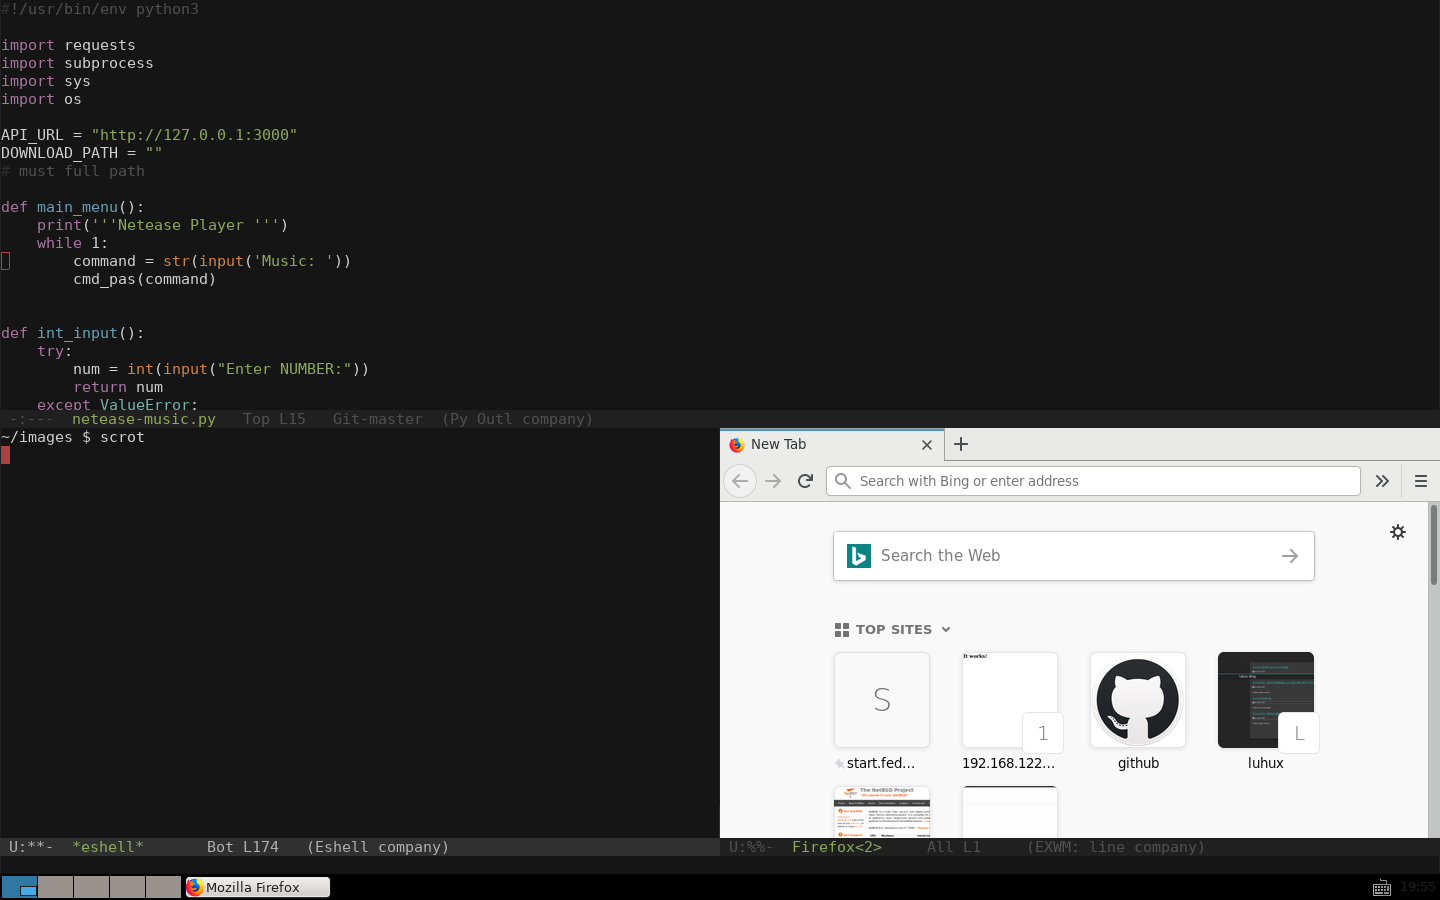 #!/usr/bin/env python3
import requests
import subprocess
import sys
import os
API_URL = "http://127.0.0.1:3000"
DOWNLOAD_PATH = ""
# must full path
def main_menu():
    print('''Netease Player ''')
    while 1:
        command = str(input('Music: '))
        cmd_pas(command)
def int_input():
    try:
        num = int(input("Enter NUMBER:"))
        return num
    except ValueError:
-:---  netease-music.py   Top L15   Git-master  (Py Outl company)
~/images $ scrot
U:**-  *eshell*       Bot L174   (Eshell company)
New Tab
Search with Bing or enter address
Search the Web
TOP SITES
S
It works!
1
L
start.fed...
192.168.122...
github
luhux
The NetBSD Project
U:%%-  Firefox<2>     All L1     (EXWM: line company)
Mozilla Firefox
19:55